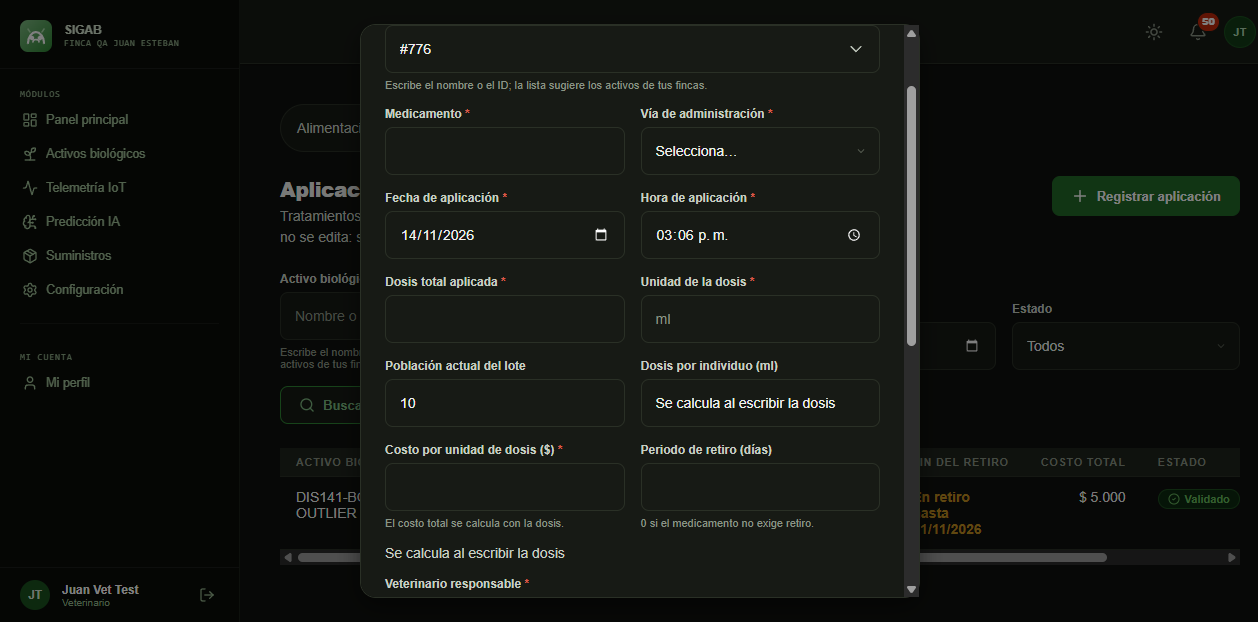 SIGAB
FINCA QA JUAN ESTEBAN
50
JT
MÓDULOS
Panel principal
Activos biológicos
Telemetría IoT
Predicción IA
Suministros
Configuración
MI CUENTA
Mi perfil
JT
Juan Vet Test
Veterinario
Alimentaci
Aplicac
Tratamientos
no se edita: s
Registrar aplicación
Activo biológi
Nombre o
Escribe el nomb
activos de tus fin
Busca
Estado
Todos
ACTIVO BI
IN DEL RETIRO
COSTO TOTAL
ESTADO
DIS141-BO
OUTLIER
En retiro
hasta
1/11/2026
$ 5.000
Validado
#776
Escribe el nombre o el ID; la lista sugiere los activos de tus fincas.
Medicamento *
Vía de administración *
Selecciona...
Fecha de aplicación *
Hora de aplicación *
14/11/2026
03:06 p. m.
Dosis total aplicada *
Unidad de la dosis *
ml
Población actual del lote
Dosis por individuo (ml)
10
Se calcula al escribir la dosis
Costo por unidad de dosis ($) *
Periodo de retiro (días)
El costo total se calcula con la dosis.
0 si el medicamento no exige retiro.
Se calcula al escribir la dosis
Veterinario responsable *